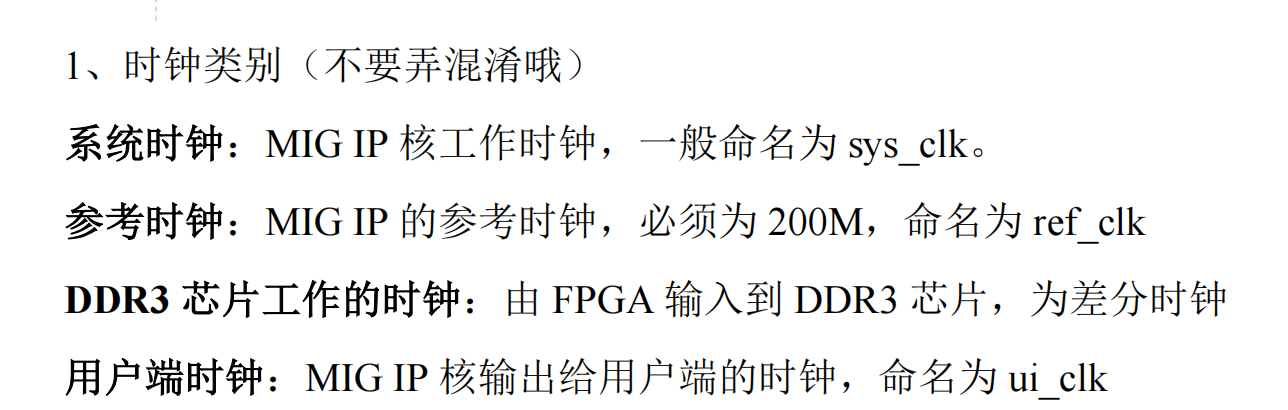 1、时钟类别（不要弄混淆哦）
系统时钟：MIG IP 核工作时钟，一般命名为 sys_clk。
参考时钟：MIG IP 的参考时钟，必须为 200M，命名为 ref_clk
DDR3 芯片工作的时钟：由 FPGA 输入到 DDR3 芯片，为差分时钟
用户端时钟：MIG IP 核输出给用户端的时钟，命名为 ui_clk